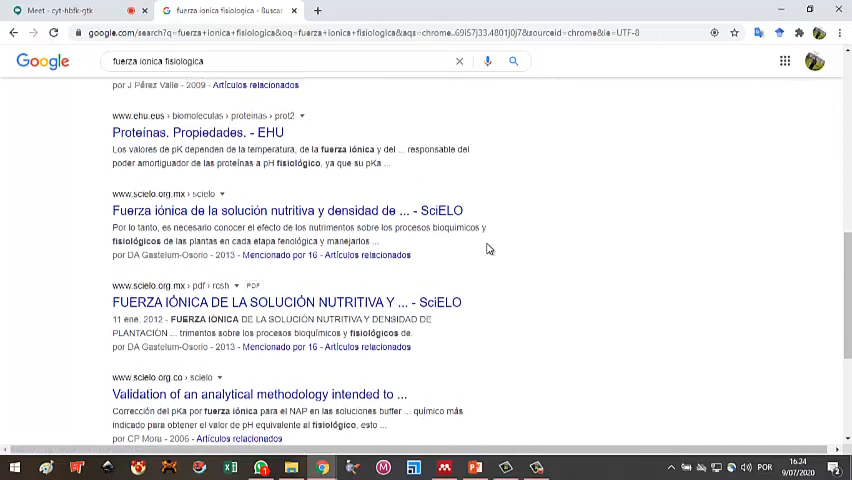 Meet - cyt-hbfk-gtk
fuerza ionica fisiologica - Buscar
google.com/search?q=fuerza+ionica+fisiologica&oq=fuerza+ionica+fisiologica&aqs=chrome..69i57j33.4801j0j7&sourceid=chrome&ie=UTF-8
Google
fuerza ionica fisiologica
por J Pérez Valle - 2009 - Artículos relacionados
www.ehu.eus › biomoleculas › proteinas › prot2
Proteínas. Propiedades. - EHU
Los valores de pK dependen de la temperatura, de la fuerza iónica y del ... responsable del
poder amortiguador de las proteínas a pH fisiológico, ya que su pKa ...
www.scielo.org.mx › scielo
Fuerza iónica de la solución nutritiva y densidad de ... - SciELO
Por lo tanto, es necesario conocer el efecto de los nutrimentos sobre los procesos bioquímicos y
fisiológicos de las plantas en cada etapa fenológica y manejarlos ...
por DA Gastelum-Osorio - 2013 - Mencionado por 16 - Artículos relacionados
www.scielo.org.mx › pdf › rcsh PDF
FUERZA IÓNICA DE LA SOLUCIÓN NUTRITIVA Y ... - SciELO
11 ene. 2012 - FUERZA IÓNICA DE LA SOLUCIÓN NUTRITIVA Y DENSIDAD DE
PLANTACIÓN ... trimentos sobre los procesos bioquímicos y fisiológicos de.
por DA Gastelum-Osorio - 2013 - Mencionado por 16 - Artículos relacionados
www.scielo.org.co › scielo
Validation of an analytical methodology intended to ...
Corrección del pKa por fuerza iónica para el NAP en las soluciones buffer ... químico más
indicado para obtener el valor de pH equivalente al fisiológico, esto ...
por CP Mora - 2006 - Artículos relacionados
POR
16.24
9/07/2020